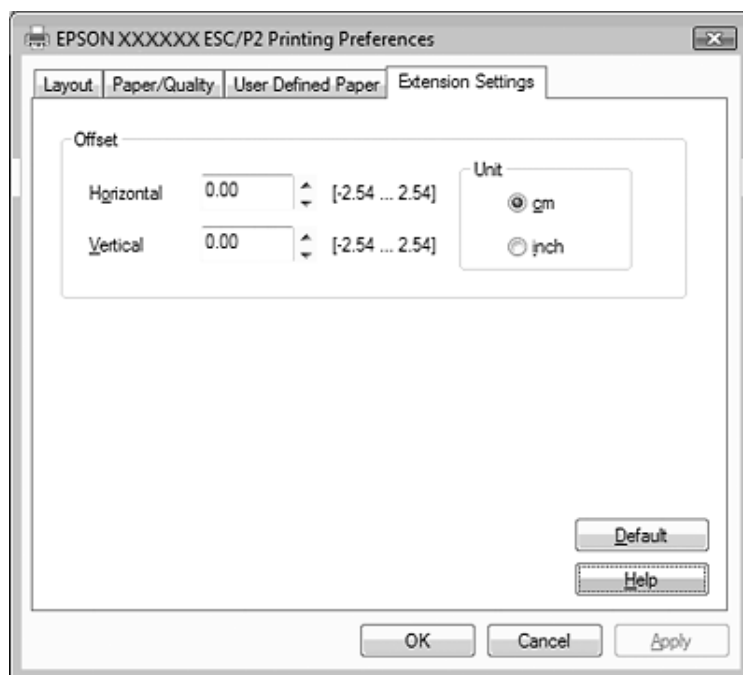 EPSON XXXXXX ESC/P2 Printing Preferences
Layout Paper/Quality User Defined Paper Extension Settings
Offset
Horizontal 0.00 [-2.54 ... 2.54]
Vertical 0.00 [-2.54 ... 2.54]
Unit
cm
inch
Default
Help
OK Cancel Apply